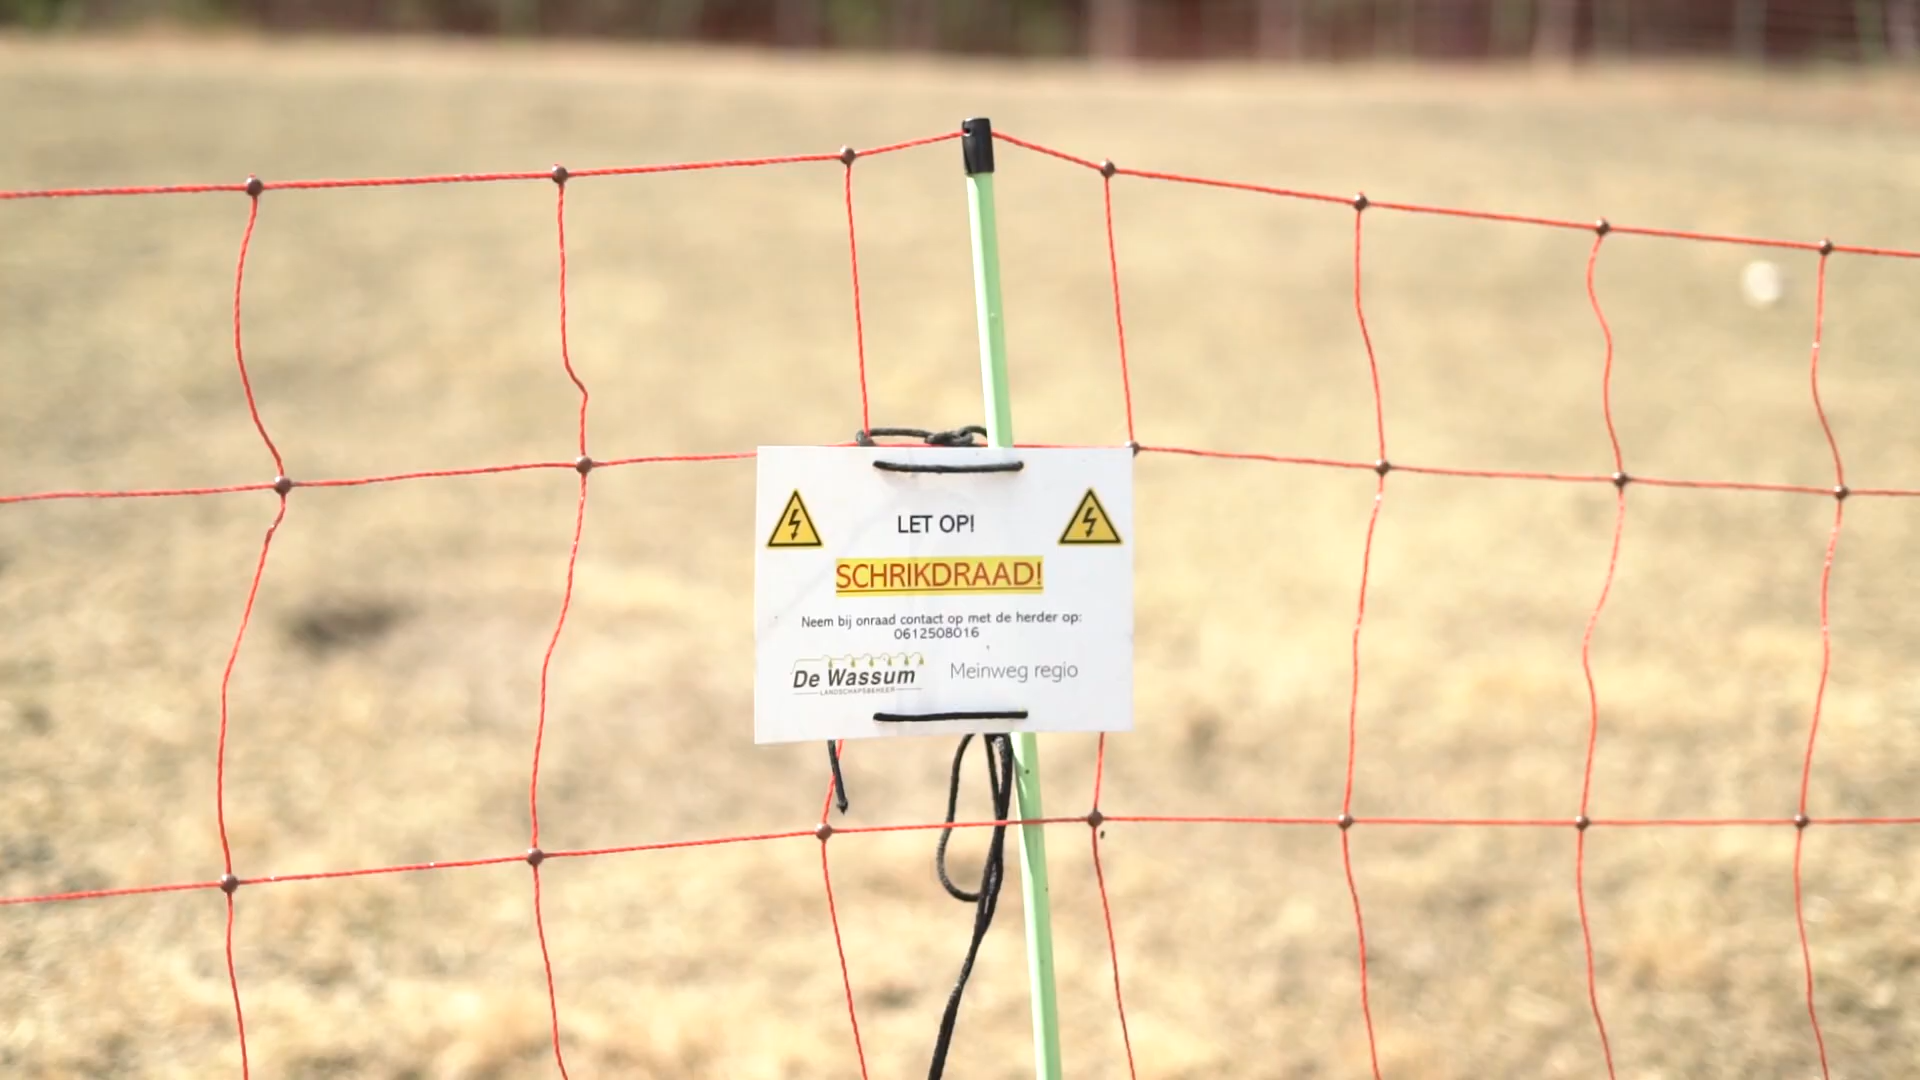 LET OP!
SCHRIKDRAAD!
Neem bij onraad contact op met de herder op:
0612508016
De Wassum
LANDSCHAPSBEHEER
Meinweg regio